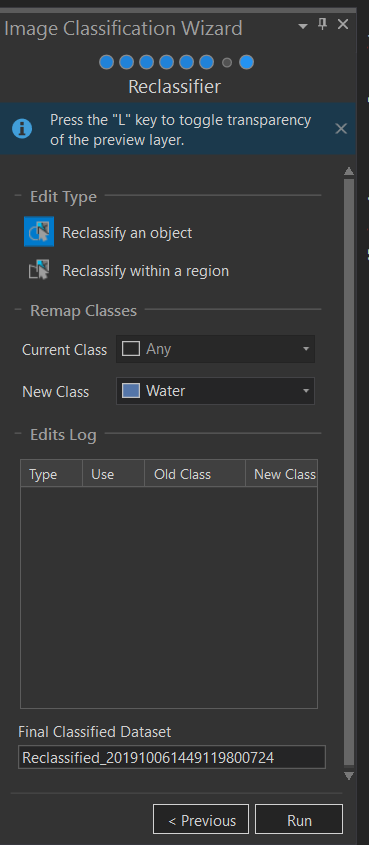 Image Classification Wizard
Reclassifier
Press the "L" key to toggle transparency
of the preview layer.
Edit Type
Reclassify an object
Reclassify within a region
Remap Classes
Current Class Any
New Class Water
Edits Log
Type Use Old Class New Class
Final Classified Dataset
Reclassified_201910061449119800724
< Previous Run